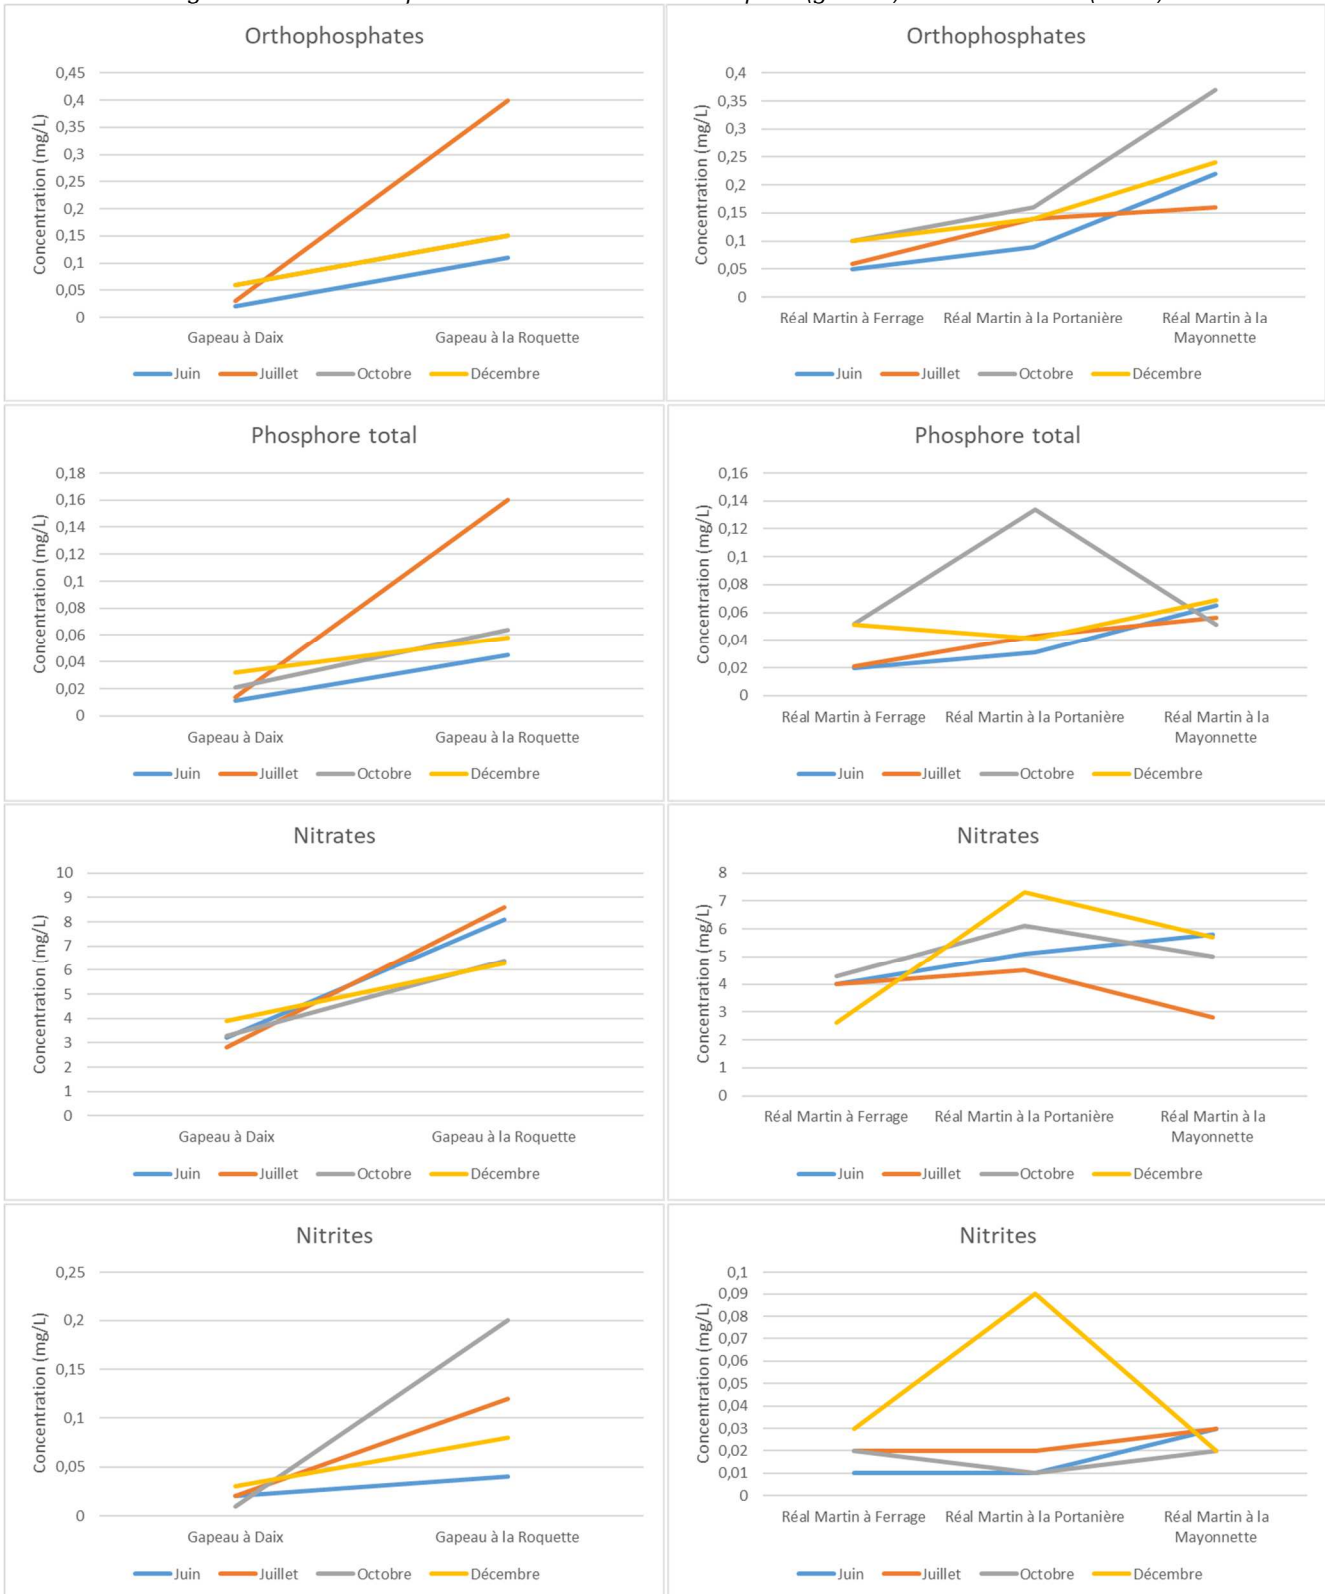 Orthophosphates
Concentration (mg/L)
0,45
0,4
0,35
0,3
0,25
0,2
0,15
0,1
0,05
0
Gapeau à Daix Gapeau à la Roquette
Juin Juillet Octobre Décembre
Orthophosphates
Concentration (mg/L)
0,4
0,35
0,3
0,25
0,2
0,15
0,1
0,05
0
Réal Martin à Ferrage Réal Martin à la Portanière Réal Martin à la
Mayonnette
Juin Juillet Octobre Décembre
Phosphore total
Concentration (mg/L)
0,18
0,16
0,14
0,12
0,1
0,08
0,06
0,04
0,02
0
Gapeau à Daix Gapeau à la Roquette
Juin Juillet Octobre Décembre
Phosphore total
Concentration (mg/L)
0,16
0,14
0,12
0,1
0,08
0,06
0,04
0,02
0
Réal Martin à Ferrage Réal Martin à la Portanière Réal Martin à la
Mayonnette
Juin Juillet Octobre Décembre
Nitrates
Concentration (mg/L)
10
9
8
7
6
5
4
3
2
1
0
Gapeau à Daix Gapeau à la Roquette
Juin Juillet Octobre Décembre
Nitrates
Concentration (mg/L)
8
7
6
5
4
3
2
1
0
Réal Martin à Ferrage Réal Martin à la Portanière Réal Martin à la
Mayonnette
Juin Juillet Octobre Décembre
Nitrites
Concentration (mg/L)
0,25
0,2
0,15
0,1
0,05
0
Gapeau à Daix Gapeau à la Roquette
Juin Juillet Octobre Décembre
Nitrites
Concentration (mg/L)
0,1
0,09
0,08
0,07
0,06
0,05
0,04
0,03
0,02
0,01
0
Réal Martin à Ferrage Réal Martin à la Portanière Réal Martin à la
Mayonnette
Juin Juillet Octobre Décembre